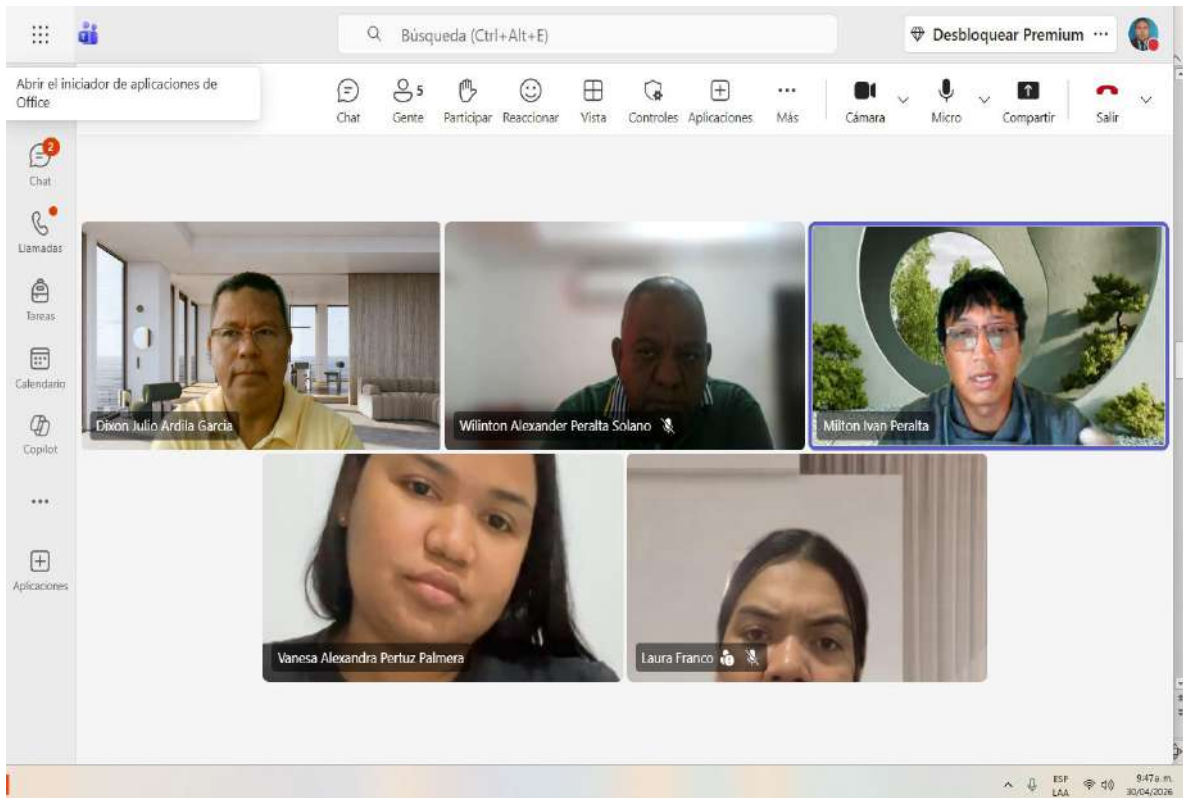 Búsqueda (Ctrl+Alt+E)
Desbloquear Premium ...
Abrir el iniciador de aplicaciones de
Office
Chat
5
Gente
Participar
Reaccionar
Vista
Controles
Aplicaciones
Más
Cámara
Micro
Compartir
Salir
2
Chat
Llamadas
Tareas
Calendario
Copilot
Aplicaciones
Dixon Julio Ardila Garcia
Wilinton Alexander Peralta Solano
Milton Ivan Peralta
Vanesa Alexandra Pertuz Palmera
Laura Franco
ESP
LAA
9:47 a. m.
30/04/2026